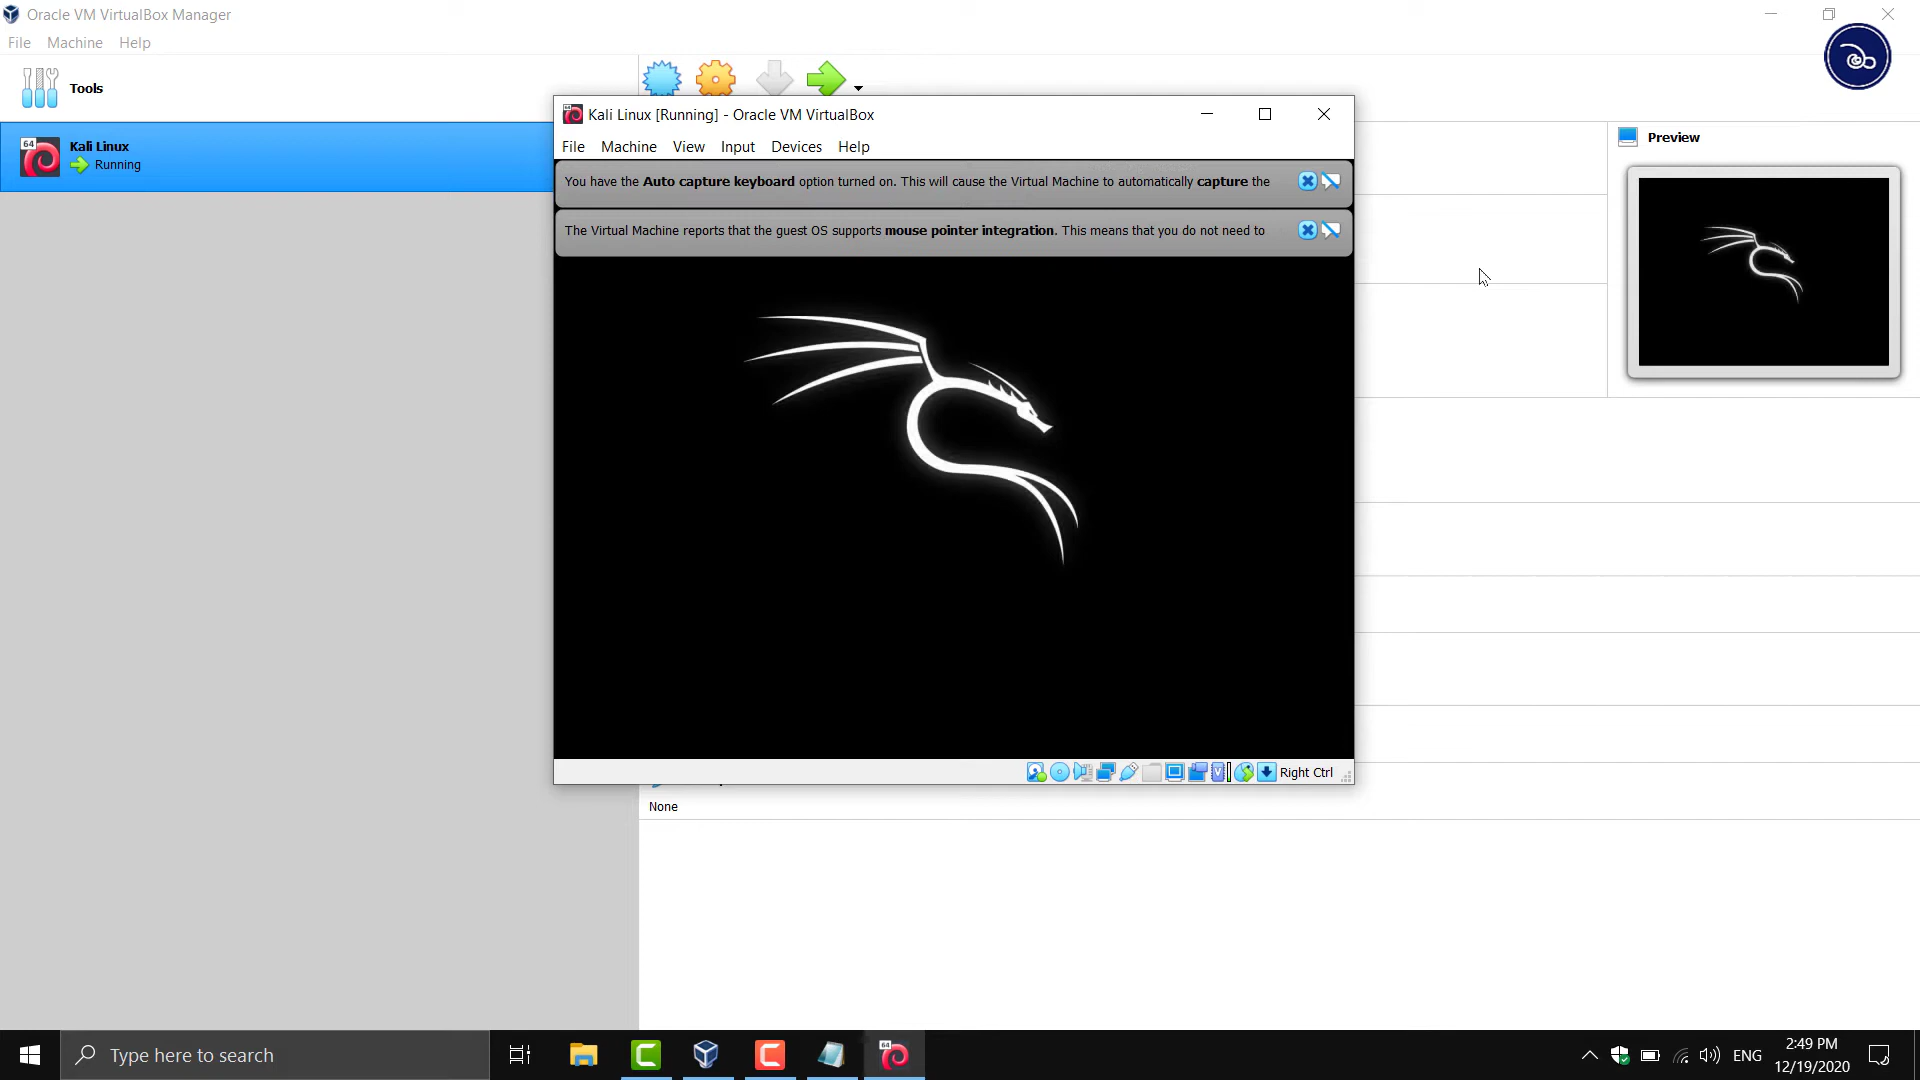 Oracle VM VirtualBox Manager
File Machine Help
Tools
64
Kali Linux
Running
Kali Linux [Running] - Oracle VM VirtualBox
File Machine View Input Devices Help
You have the Auto capture keyboard option turned on. This will cause the Virtual Machine to automatically capture the
The Virtual Machine reports that the guest OS supports mouse pointer integration. This means that you do not need to
Preview
Right Ctrl
None
Type here to search
64
ENG
2:49 PM
12/19/2020